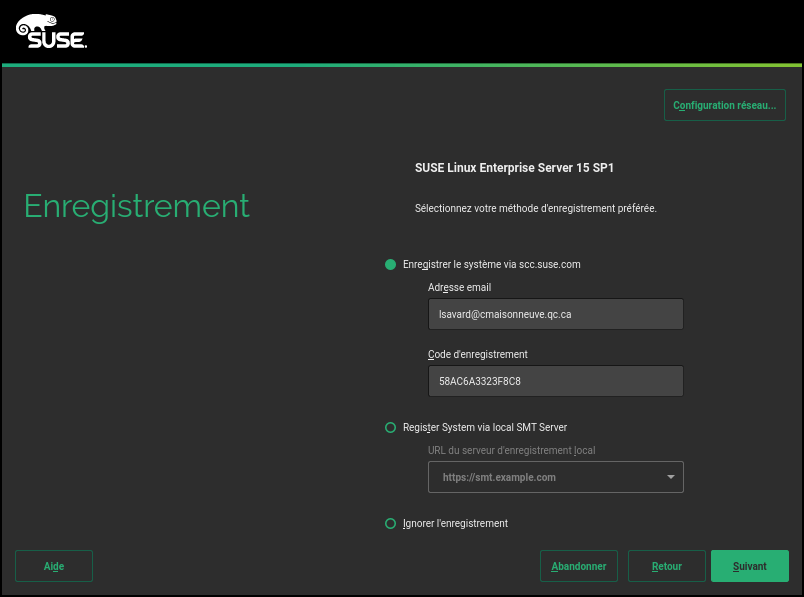 SUSE
Configuration réseau...
SUSE Linux Enterprise Server 15 SP1
Enregistrement
Sélectionnez votre méthode d'enregistrement préférée.
Enregistrer le système via scc.suse.com
Adresse email
lsavard@cmaisonneuve.qc.ca
Code d'enregistrement
58AC6A3323F8C8
Register System via local SMT Server
URL du serveur d'enregistrement local
https://smt.example.com
Ignorer l'enregistrement
Aide
Abandonner
Retour
Suivant